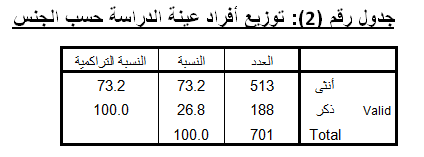 جدول رقم (2): توزيع أفراد عينة الدراسة حسب الجنس
العدد النسبة النسبة التراكمية
Valid أنثى 513 73.2 73.2
ذكر 188 26.8 100.0
Total 701 100.0